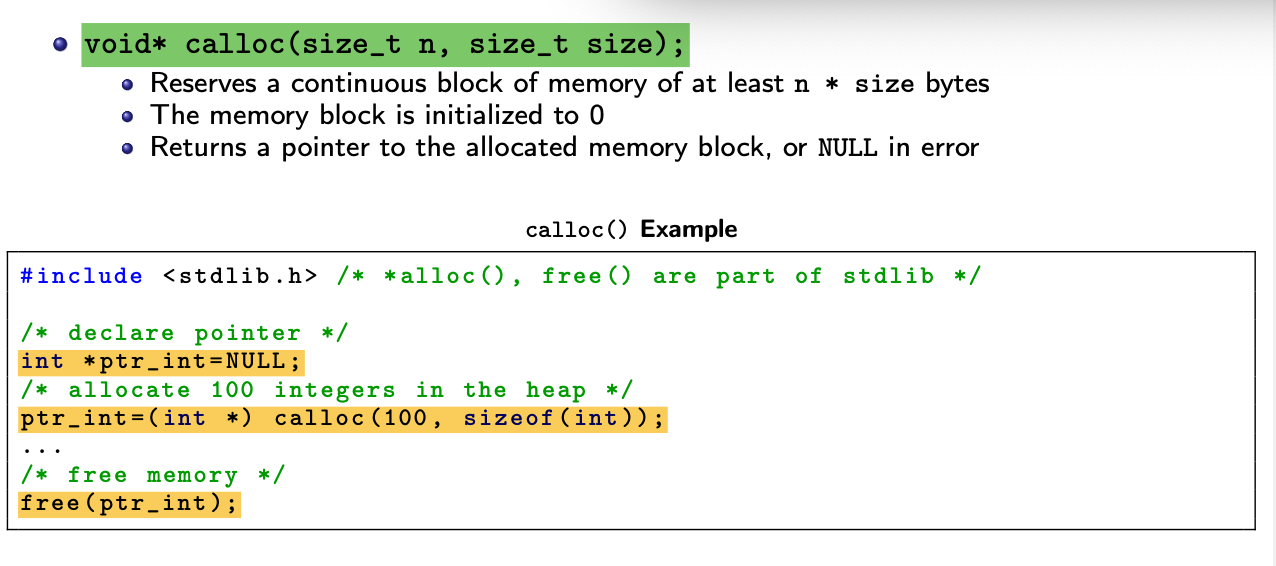 void* calloc(size_t n, size_t size);
Reserves a continuous block of memory of at least n * size bytes
The memory block is initialized to 0
Returns a pointer to the allocated memory block, or NULL in error
calloc() Example
#include <stdlib.h> /* *alloc(), free() are part of stdlib */
/* declare pointer */
int *ptr_int=NULL;
/* allocate 100 integers in the heap */
ptr_int=(int *) calloc(100, sizeof(int));
...
/* free memory */
free(ptr_int);